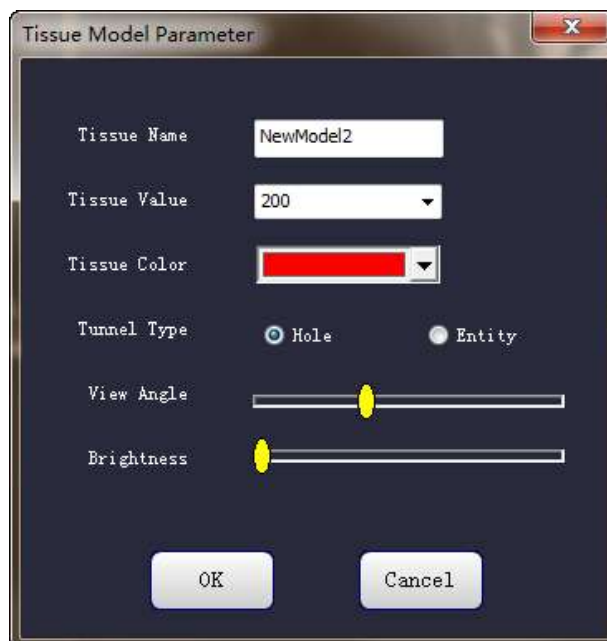 Tissue Model Parameter
Tissue Name NewModel2
Tissue Value 200
Tissue Color
Tunnel Type Hole Entity
View Angle
Brightness
OK Cancel